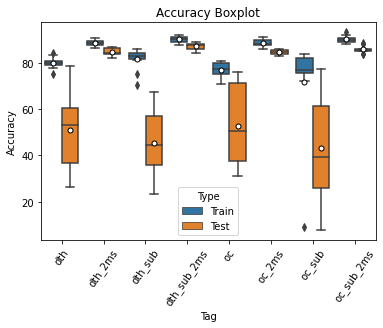 Accuracy Boxplot
Accuracy
80
60
40
20
Type
Train
Test
dth
dth_2ms
dth_sub
dth_sub_2ms
oc
oc_2ms
oc_sub
oc_sub_2ms
Tag